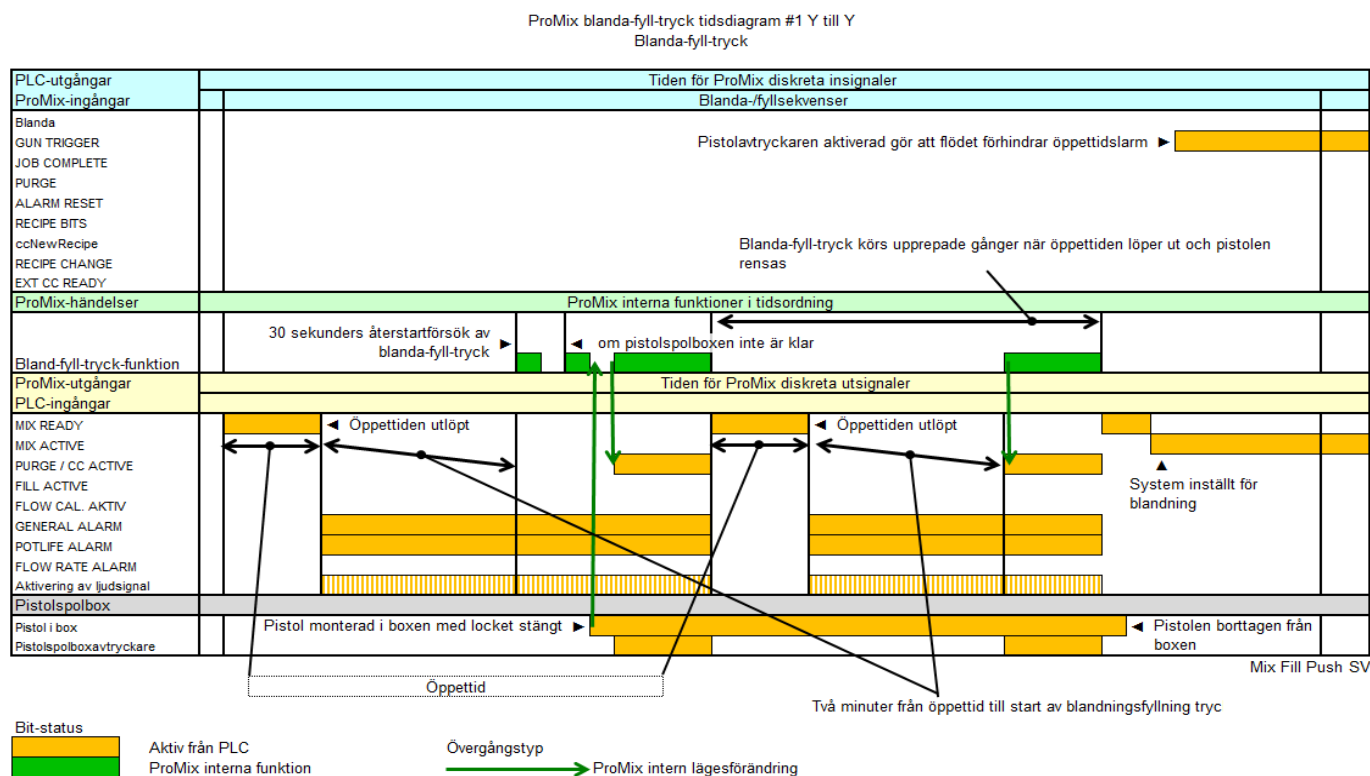 ProMix blanda-fyll-tryck tidsdiagram #1 Y till Y
Blanda-fyll-tryck
PLC-utgångar
Tiden för ProMix diskreta insignaler
ProMix-ingångar
Blanda-/fyllsekvenser
Blanda
GUN TRIGGER
Pistolavtryckaren aktiverad gör att flödet förhindrar öppettidslarm ►
JOB COMPLETE
PURGE
ALARM RESET
RECIPE BITS
ccNewRecipe
Blanda-fyll-tryck körs upprepade gånger när öppettiden löper ut och pistolen
rensas
RECIPE CHANGE
EXT CC READY
ProMix-händelser
ProMix interna funktioner i tidsordning
30 sekunders återstartförsök av
blanda-fyll-tryck
►
◄ om pistolspolboxen inte är klar
Bland-fyll-tryck-funktion
ProMix-utgångar
Tiden för ProMix diskreta utsignaler
PLC-ingångar
MIX READY
◄ Öppettiden utlöpt
◄ Öppettiden utlöpt
MIX ACTIVE
PURGE / CC ACTIVE
▲
System inställt för
blandning
FILL ACTIVE
FLOW CAL. AKTIV
GENERAL ALARM
POTLIFE ALARM
FLOW RATE ALARM
Aktivering av ljudsignal
Pistolspolbox
Pistol i box
Pistol monterad i boxen med locket stängt ►
◄ Pistolen borttagen från
boxen
Pistolspolboxavtryckare
Mix Fill Push SV
Öppettid
Två minuter från öppettid till start av blandningsfyllning tryc
Bit-status
Aktiv från PLC
Övergångstyp
ProMix interna funktion
ProMix intern lägesförändring